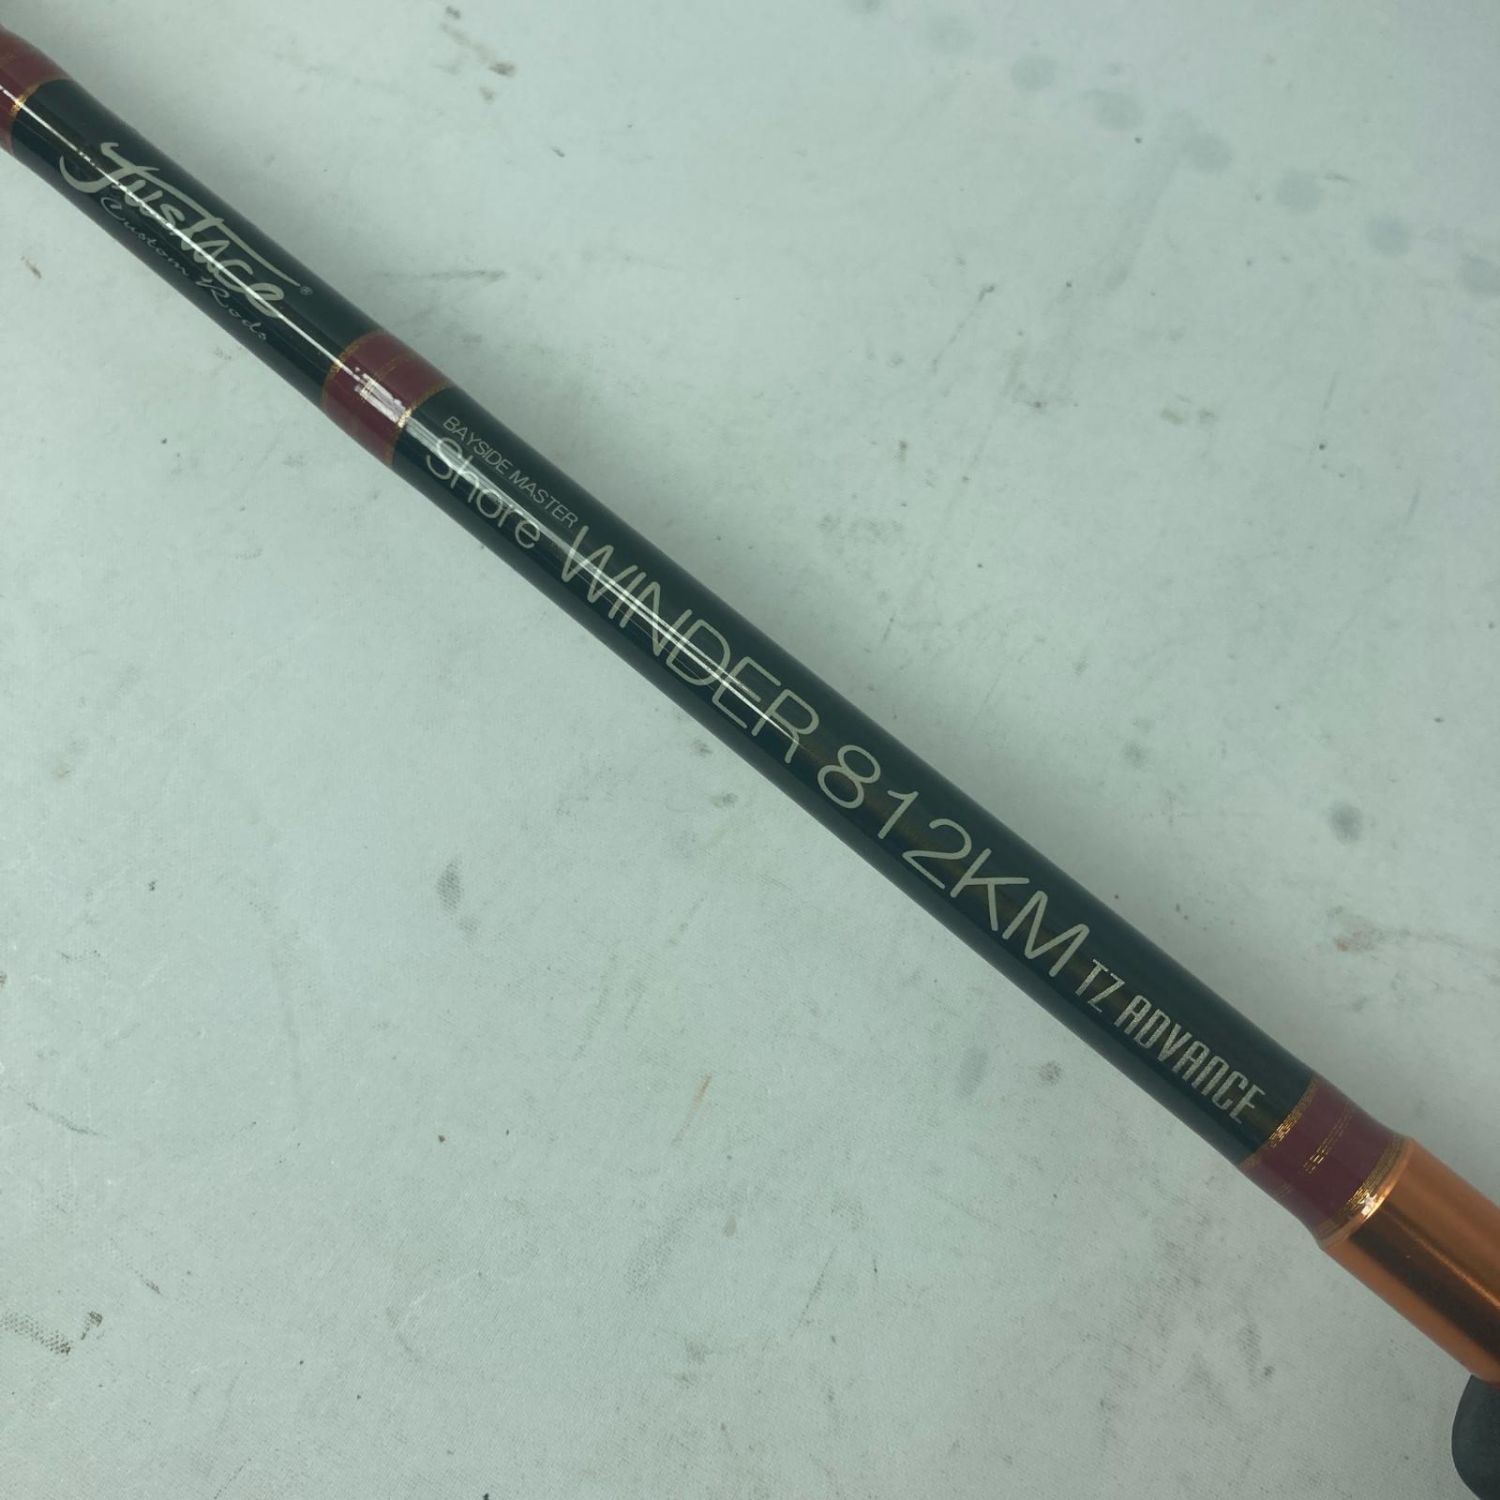 Justace®
Custom Rods
BAYSIDE MASTER
Shore WINDER 812KM TZ ADVANCE